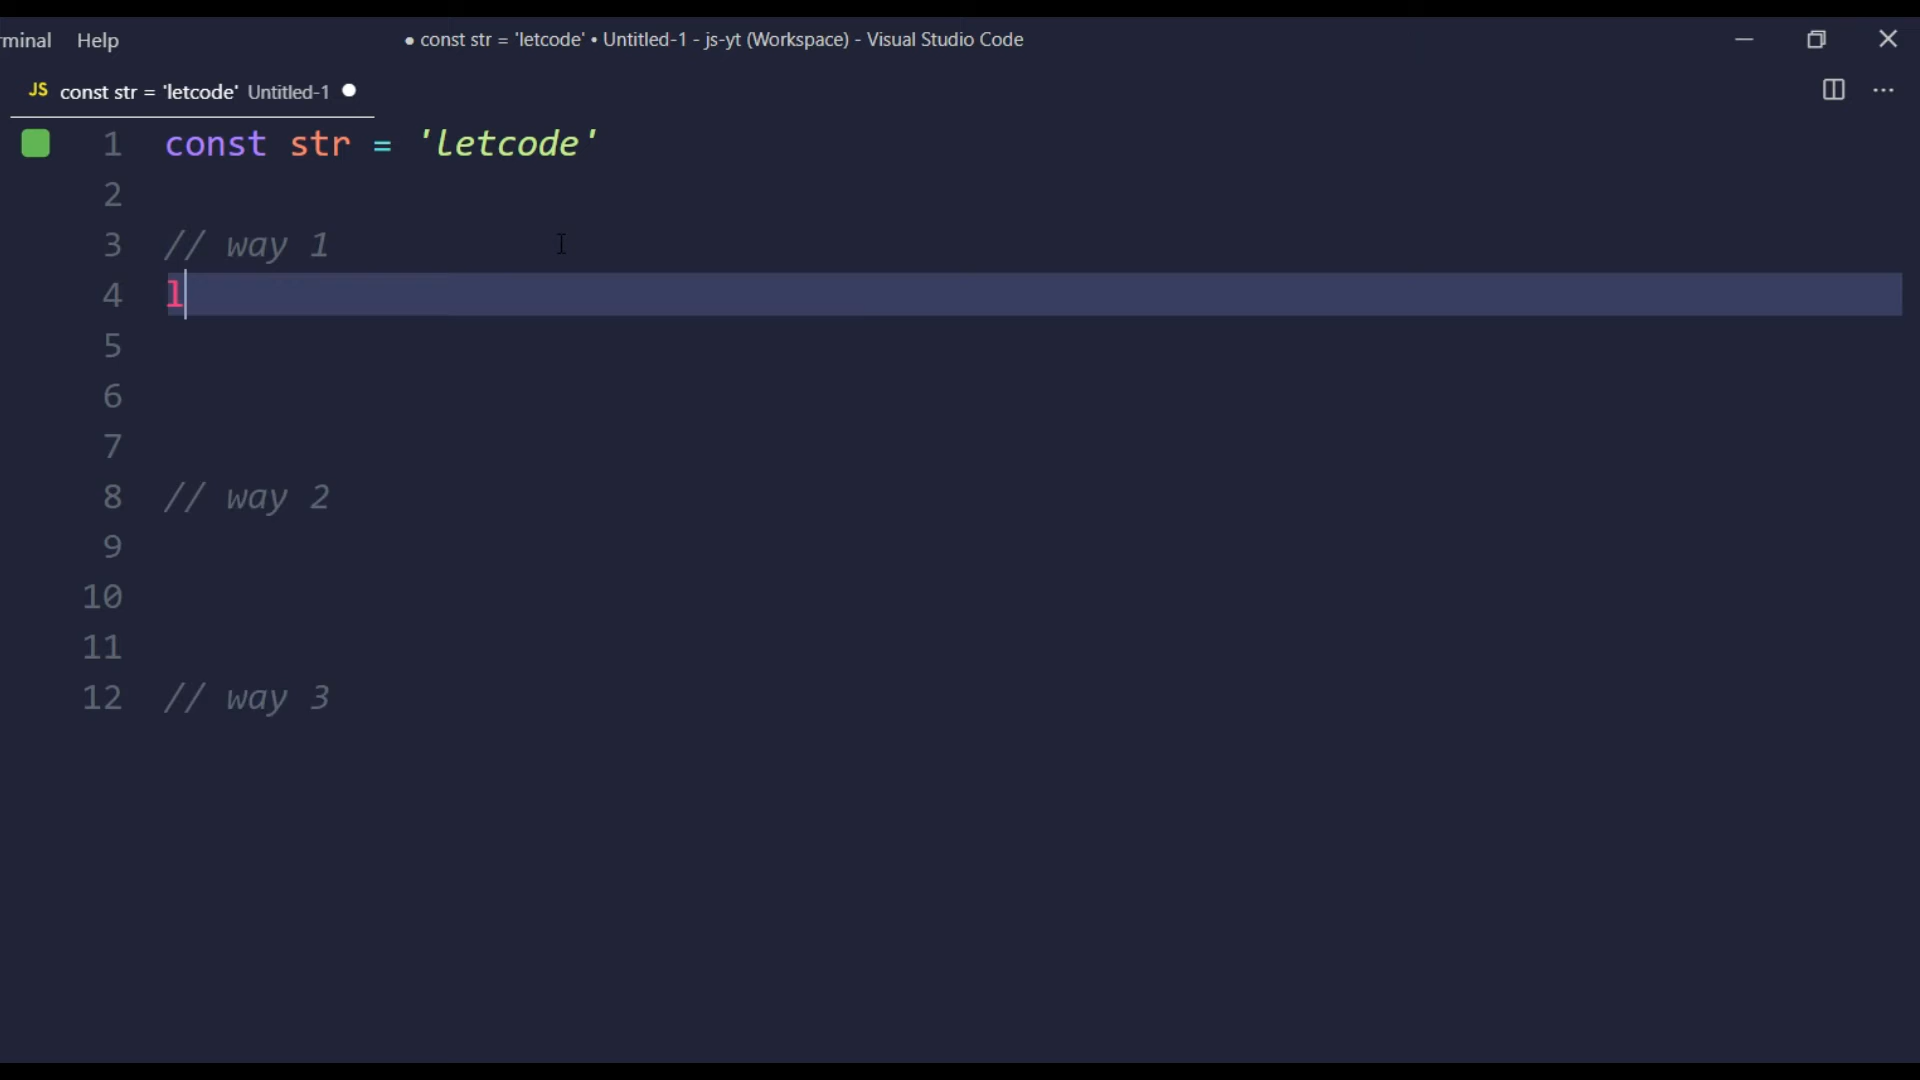 rminal Help ● const str = 'letcode' • Untitled-1 - js-yt (Workspace) - Visual Studio Code
JS const str = 'letcode' Untitled-1 ●
1 const str = 'letcode'
2
3 // way 1
4 l
5
6
7
8 // way 2
9
10
11
12 // way 3